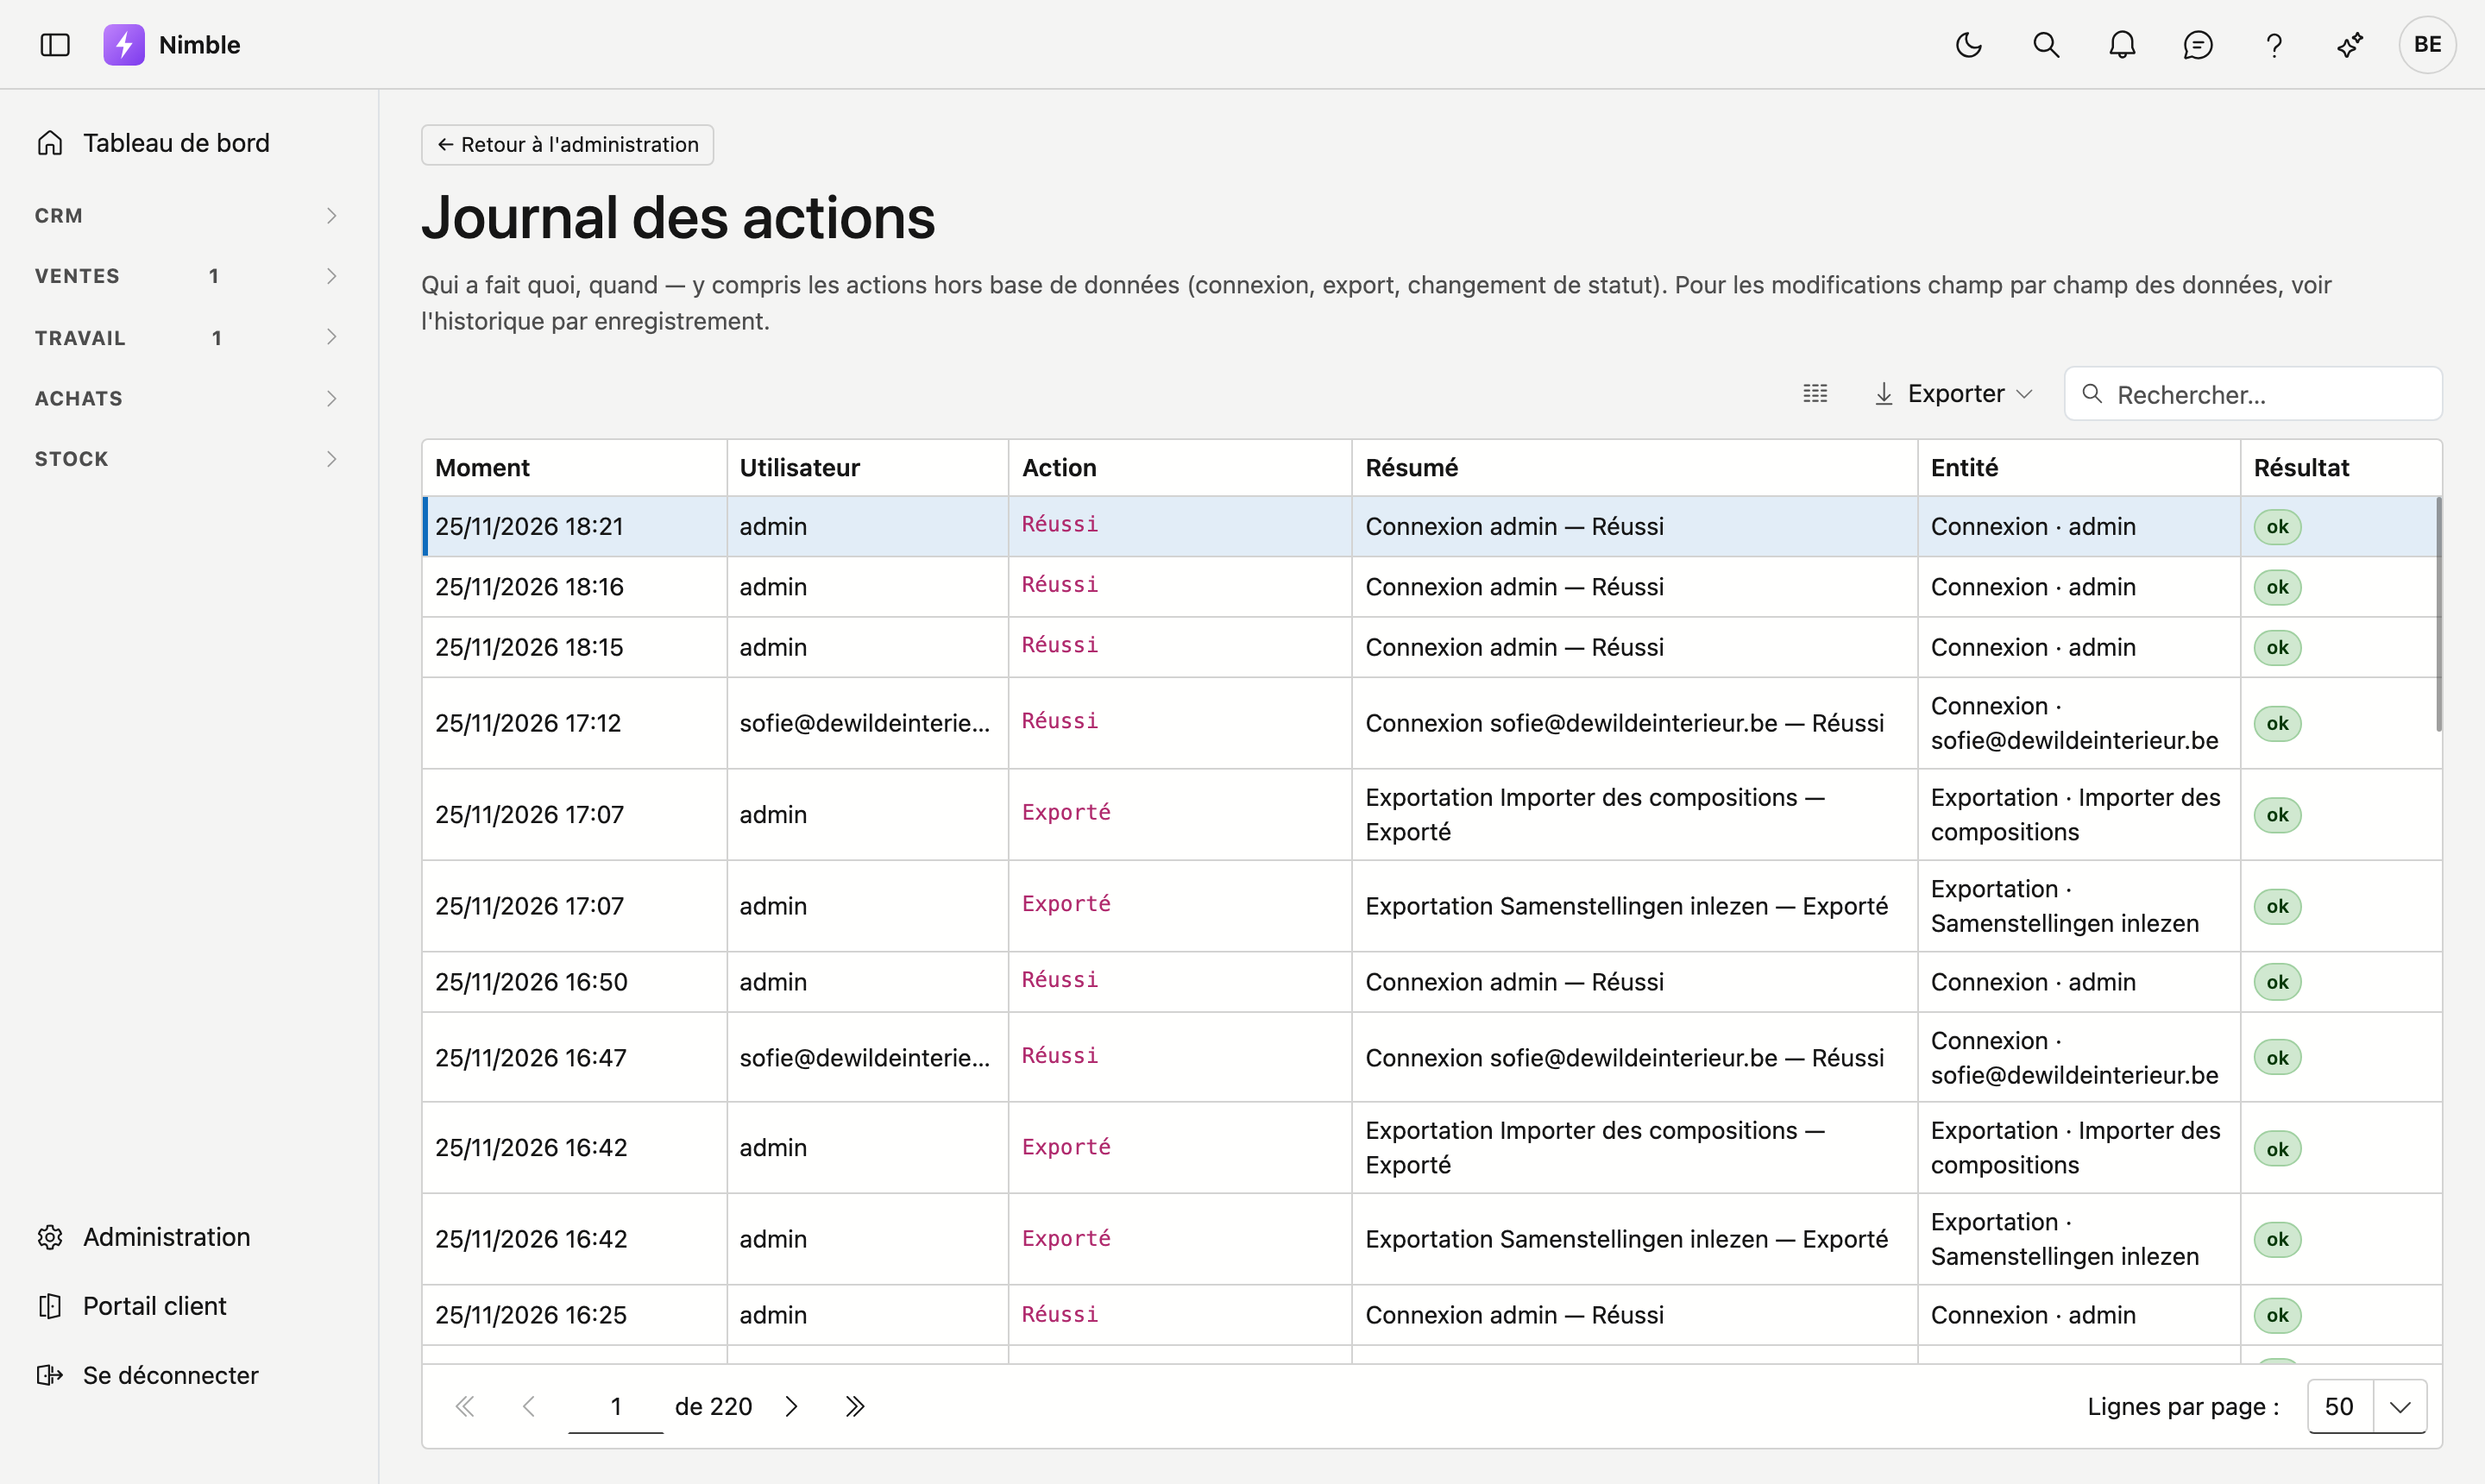 Nimble
BE
Tableau de bord
CRM
VENTES 1
TRAVAIL 1
ACHATS
STOCK
Administration
Portail client
Se déconnecter
← Retour à l'administration
Journal des actions
Qui a fait quoi, quand — y compris les actions hors base de données (connexion, export, changement de statut). Pour les modifications champ par champ des données, voir
l'historique par enregistrement.
Exporter
Rechercher...
Moment Utilisateur Action Résumé Entité Résultat
25/11/2026 18:21 admin Réussi Connexion admin — Réussi Connexion · admin ok
25/11/2026 18:16 admin Réussi Connexion admin — Réussi Connexion · admin ok
25/11/2026 18:15 admin Réussi Connexion admin — Réussi Connexion · admin ok
25/11/2026 17:12 sofie@dewildeinterie... Réussi Connexion sofie@dewildeinterieur.be — Réussi Connexion ·
sofie@dewildeinterieur.be ok
25/11/2026 17:07 admin Exporté Exportation Importer des compositions —
Exporté Exportation · Importer des
compositions ok
25/11/2026 17:07 admin Exporté Exportation Samenstellingen inlezen — Exporté Exportation ·
Samenstellingen inlezen ok
25/11/2026 16:50 admin Réussi Connexion admin — Réussi Connexion · admin ok
25/11/2026 16:47 sofie@dewildeinterie... Réussi Connexion sofie@dewildeinterieur.be — Réussi Connexion ·
sofie@dewildeinterieur.be ok
25/11/2026 16:42 admin Exporté Exportation Importer des compositions —
Exporté Exportation · Importer des
compositions ok
25/11/2026 16:42 admin Exporté Exportation Samenstellingen inlezen — Exporté Exportation ·
Samenstellingen inlezen ok
25/11/2026 16:25 admin Réussi Connexion admin — Réussi Connexion · admin ok
1 de 220
Lignes par page : 50